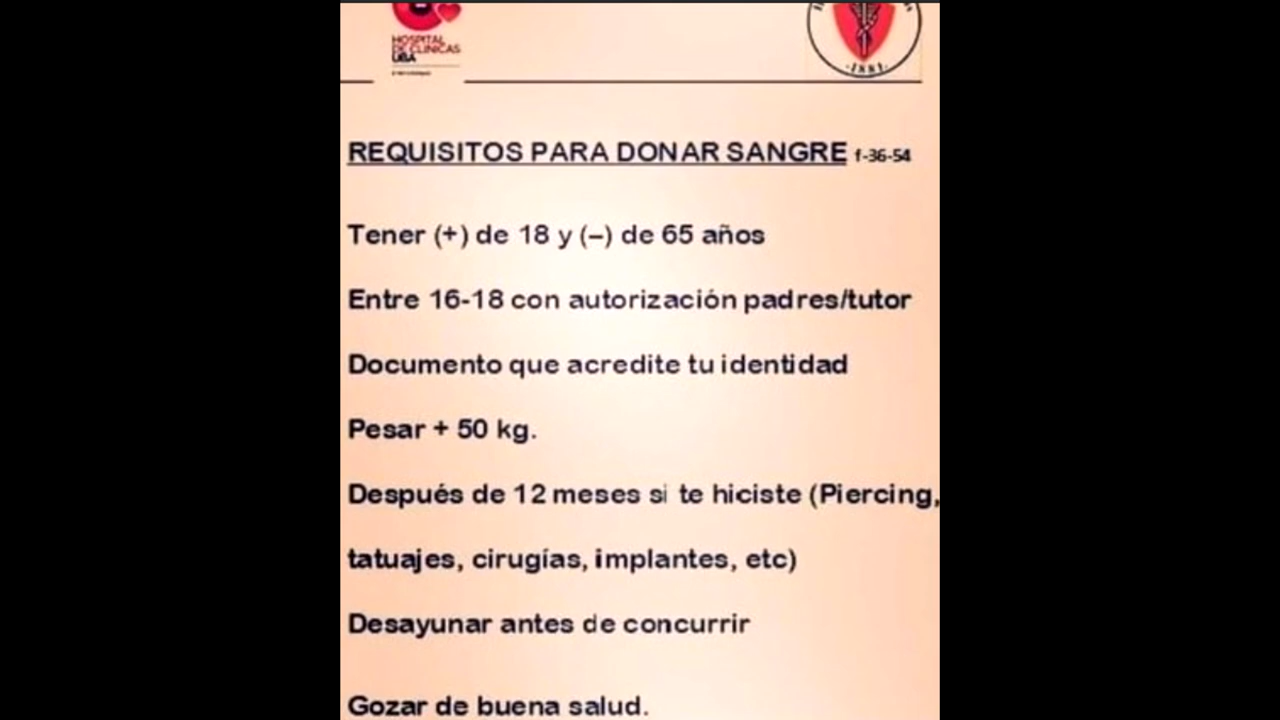 HOSPITAL
DE CLÍNICAS
UBA
·1881·
REQUISITOS PARA DONAR SANGRE f-36-54
Tener (+) de 18 y (–) de 65 años
Entre 16-18 con autorización padres/tutor
Documento que acredite tu identidad
Pesar + 50 kg.
Después de 12 meses si te hiciste (Piercing,
tatuajes, cirugías, implantes, etc)
Desayunar antes de concurrir
Gozar de buena salud.